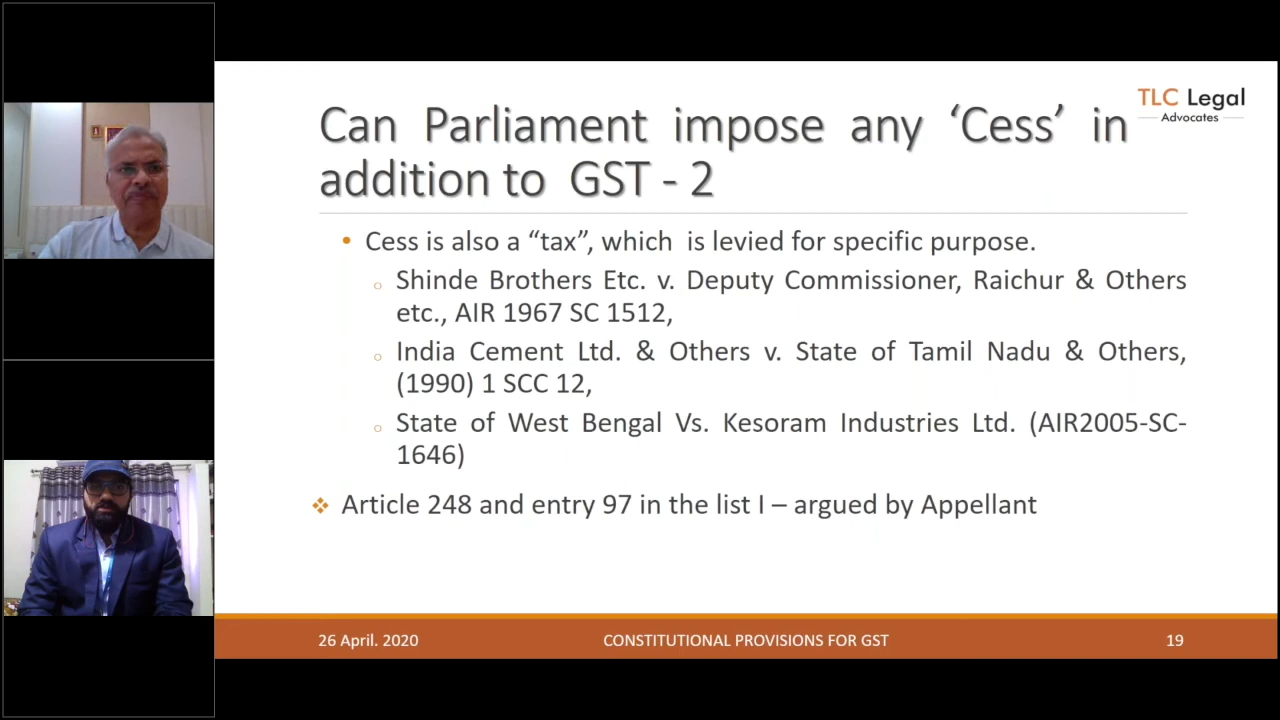 TLC Legal
Advocates
Can Parliament impose any ‘Cess’ in
addition to GST - 2
• Cess is also a “tax”, which is levied for specific purpose.
o Shinde Brothers Etc. v. Deputy Commissioner, Raichur & Others
etc., AIR 1967 SC 1512,
o India Cement Ltd. & Others v. State of Tamil Nadu & Others,
(1990) 1 SCC 12,
o State of West Bengal Vs. Kesoram Industries Ltd. (AIR2005-SC-
1646)
❖ Article 248 and entry 97 in the list I – argued by Appellant
26 April. 2020
CONSTITUTIONAL PROVISIONS FOR GST
19